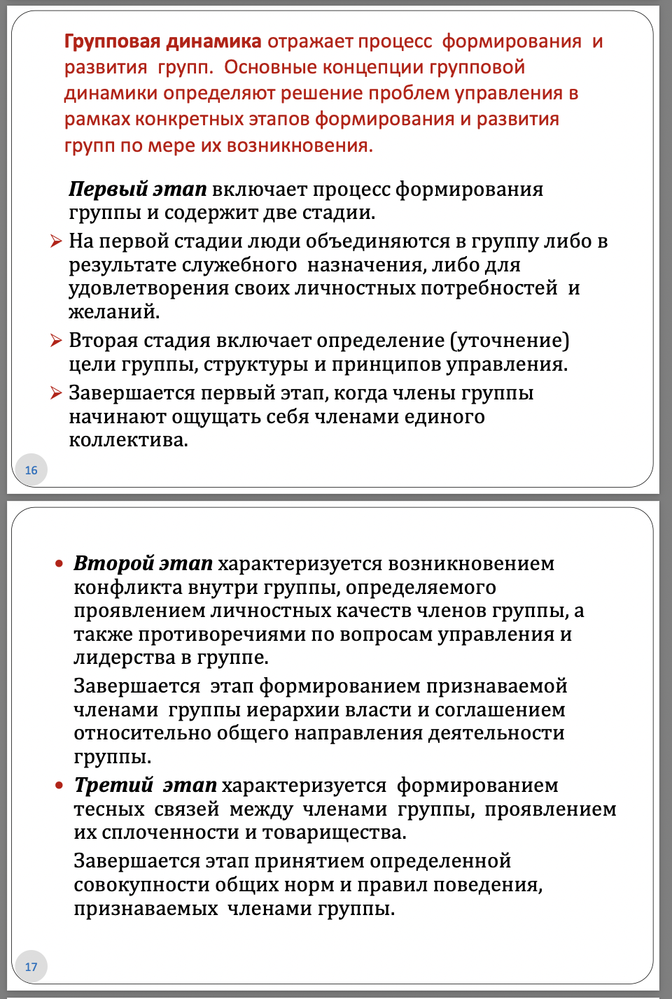 Групповая динамика отражает процесс формирования и
развития групп. Основные концепции групповой
динамики определяют решение проблем управления в
рамках конкретных этапов формирования и развития
групп по мере их возникновения.
Первый этап включает процесс формирования
группы и содержит две стадии.
На первой стадии люди объединяются в группу либо в
результате служебного назначения, либо для
удовлетворения своих личностных потребностей и
желаний.
Вторая стадия включает определение (уточнение)
цели группы, структуры и принципов управления.
Завершается первый этап, когда члены группы
начинают ощущать себя членами единого
коллектива.
16
Второй этап характеризуется возникновением
конфликта внутри группы, определяемого
проявлением личностных качеств членов группы, а
также противоречиями по вопросам управления и
лидерства в группе.
Завершается этап формированием признаваемой
членами группы иерархии власти и соглашением
относительно общего направления деятельности
группы.
Третий этап характеризуется формированием
тесных связей между членами группы, проявлением
их сплоченности и товарищества.
Завершается этап принятием определенной
совокупности общих норм и правил поведения,
признаваемых членами группы.
17